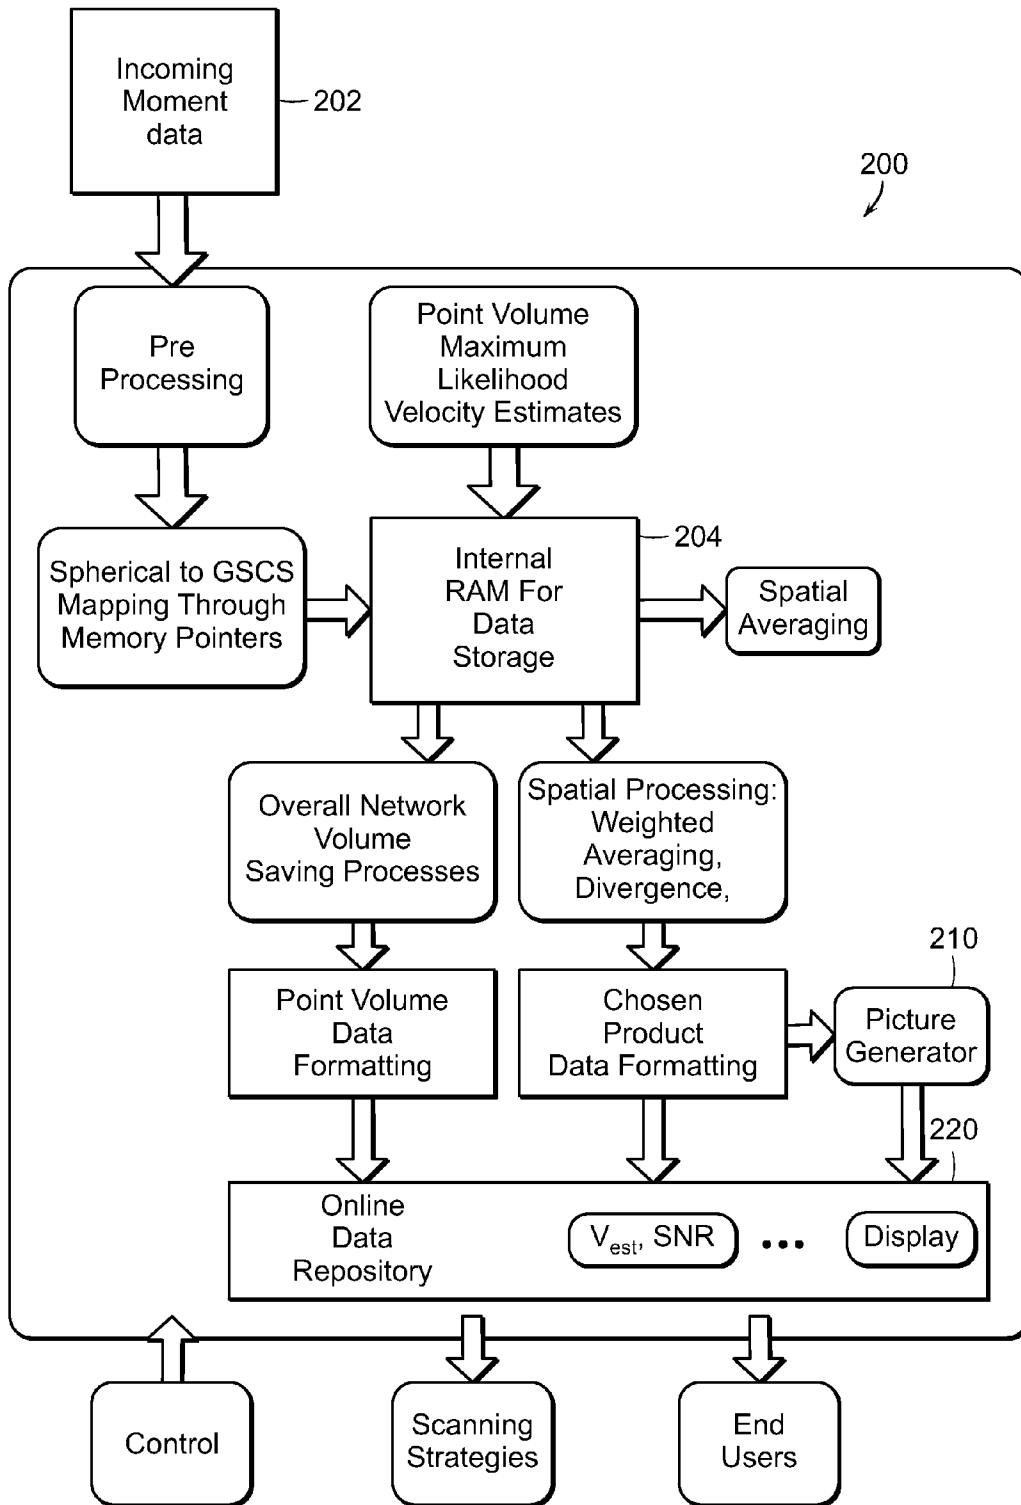 Incoming
Moment
data
202
200
Pre
Processing
Point Volume
Maximum
Likelihood
Velocity Estimates
Spherical to GSCS
Mapping Through
Memory Pointers
204
Internal
RAM For
Data
Storage
Spatial
Averaging
Overall Network
Volume
Saving Processes
Spatial Processing:
Weighted
Averaging,
Divergence,
Point Volume
Data
Formatting
Chosen
Product
Data Formatting
210
Picture
Generator
220
Online
Data
Repository
Vest, SNR
...
Display
Control
Scanning
Strategies
End
Users